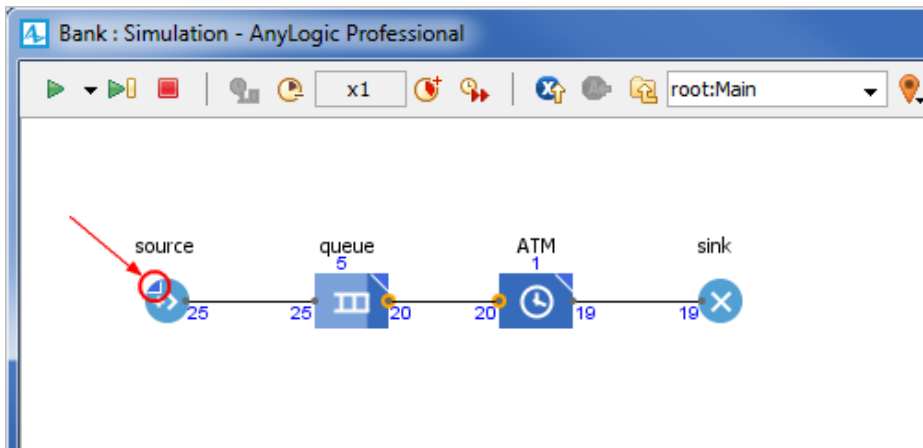 Bank : Simulation - AnyLogic Professional
x1 root:Main
source queue ATM sink
5 1
25 25 20 20 19 19